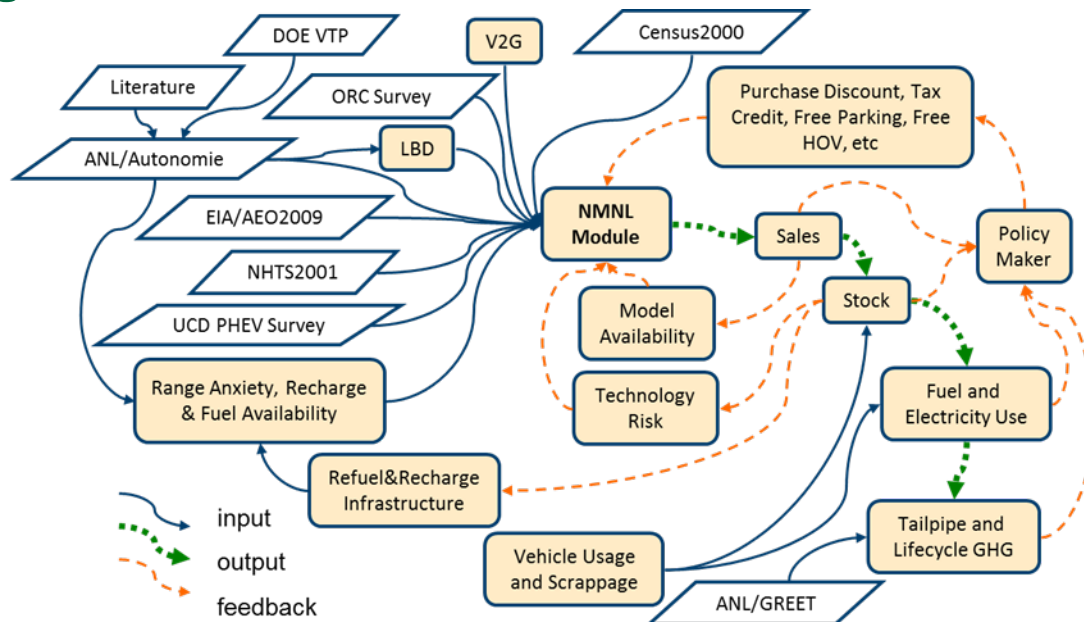 DOE VTP
V2G
Census2000
Literature
ORC Survey
Purchase Discount, Tax
Credit, Free Parking, Free
HOV, etc
ANL/Autonomie
LBD
EIA/AEO2009
NMNL
Module
Sales
Policy
Maker
NHTS2001
Stock
UCD PHEV Survey
Model
Availability
Range Anxiety, Recharge
& Fuel Availability
Technology
Risk
Fuel and
Electricity Use
Refuel&Recharge
Infrastructure
input
output
feedback
Vehicle Usage
and Scrappage
Tailpipe and
Lifecycle GHG
ANL/GREET